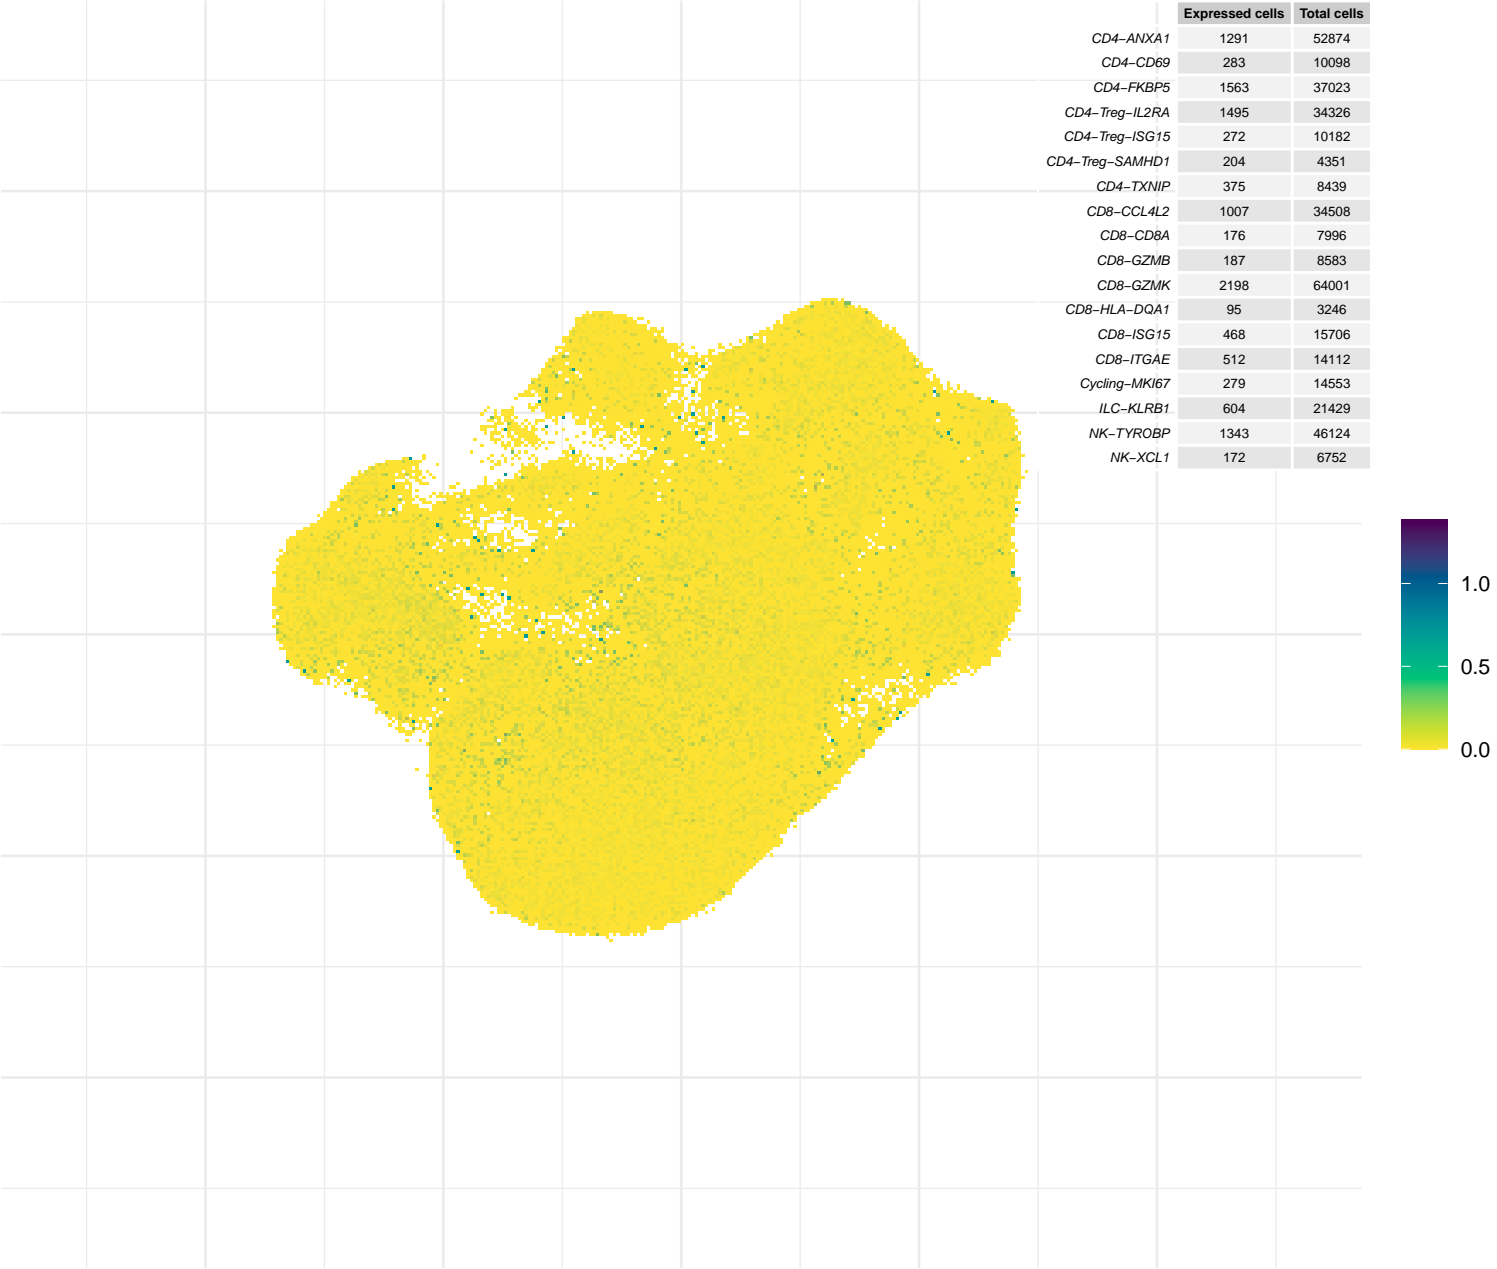 Expressed cells Total cells
CD4−ANXA1 1291 52874
CD4−CD69 283 10098
CD4−FKBP5 1563 37023
CD4−Treg−IL2RA 1495 34326
CD4−Treg−ISG15 272 10182
CD4−Treg−SAMHD1 204 4351
CD4−TXNIP 375 8439
CD8−CCL4L2 1007 34508
CD8−CD8A 176 7996
CD8−GZMB 187 8583
CD8−GZMK 2198 64001
CD8−HLA−DQA1 95 3246
CD8−ISG15 468 15706
CD8−ITGAE 512 14112
Cycling−MKI67 279 14553
ILC−KLRB1 604 21429
NK−TYROBP 1343 46124
NK−XCL1 172 6752
1.0
0.5
0.0